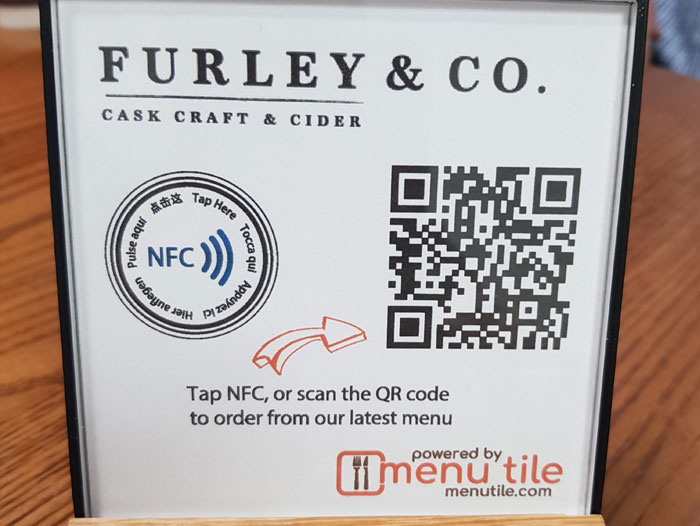 FURLEY & CO.
CASK CRAFT & CIDER
点击这
Tap Here
Tocca qui
Appuyez ici
Hier auflegen
Pulse aquí
NFC
Tap NFC, or scan the QR code
to order from our latest menu
powered by
menu tile
menutile.com